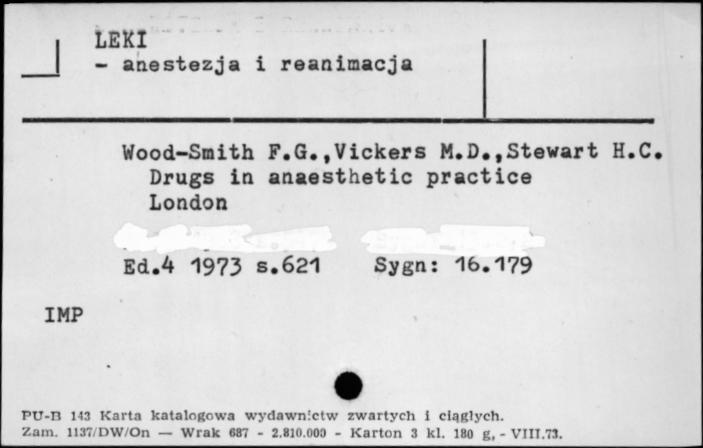 LEKI
- anestezja i reanimacja
Wood-Smith F.G.,Vickers M.D.,Stewart H.C.
Drugs in anaesthetic practice
London
Ed.4 1973 s.621 Sygn: 16.179
IMP
PU-B 143 Karta katalogowa wydawnictw zwartych i ciągłych.
Zam. 1137/DW/On — Wrak 687 - 2.810.000 - Karton 3 kl. 180 g, - VIII.73.